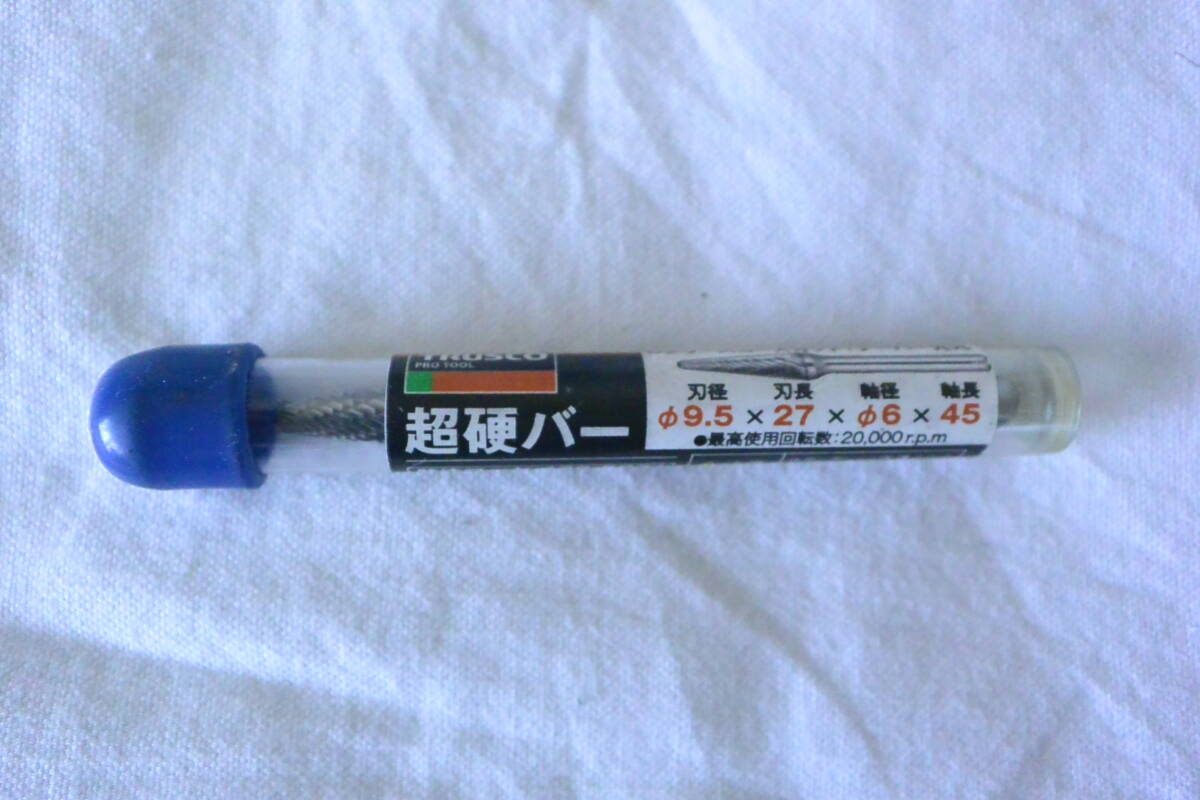 TRUSCO
PRO TOOL
超硬バー
刃径 刃長 軸径 軸長
φ9.5×27×φ6×45
●最高使用回転数:20,000r.p.m